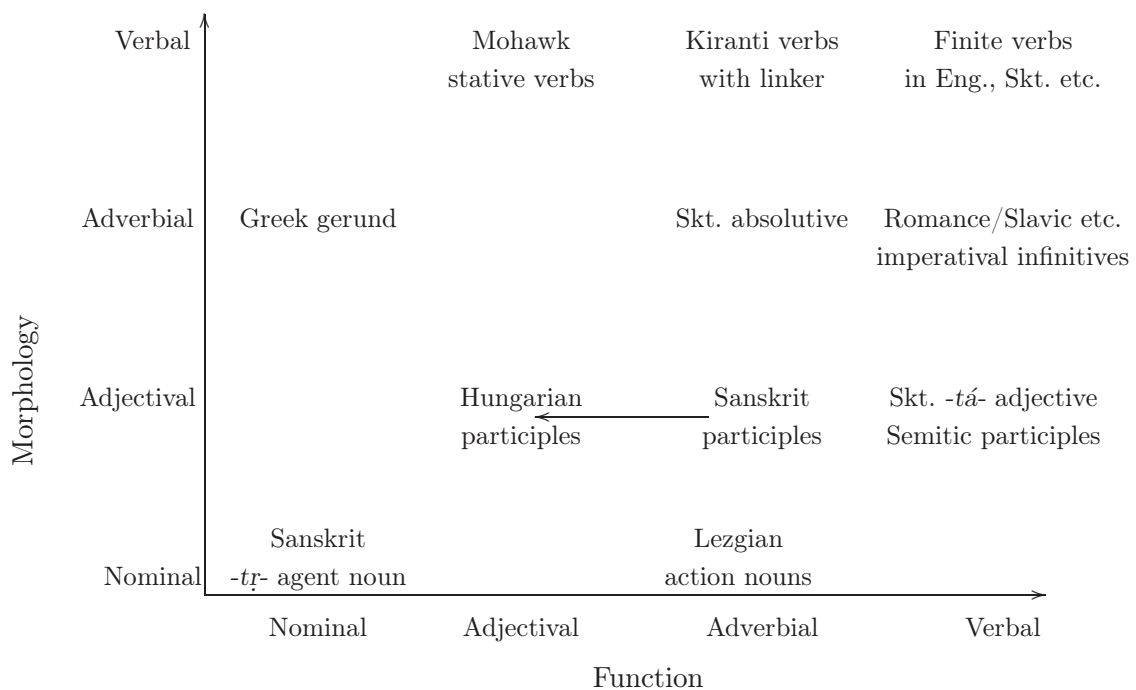 Verbal Mohawk Kiranti verbs Finite verbs
stative verbs with linker in Eng., Skt. etc.
Adverbial Greek gerund Skt. absolutive Romance/Slavic etc.
imperatival infinitives
Morphology
Adjectival Hungarian Sanskrit Skt. -tá- adjective
participles participles Semitic participles
Sanskrit Lezgian
Nominal -tṛ- agent noun action nouns
Nominal Adjectival Adverbial Verbal
Function